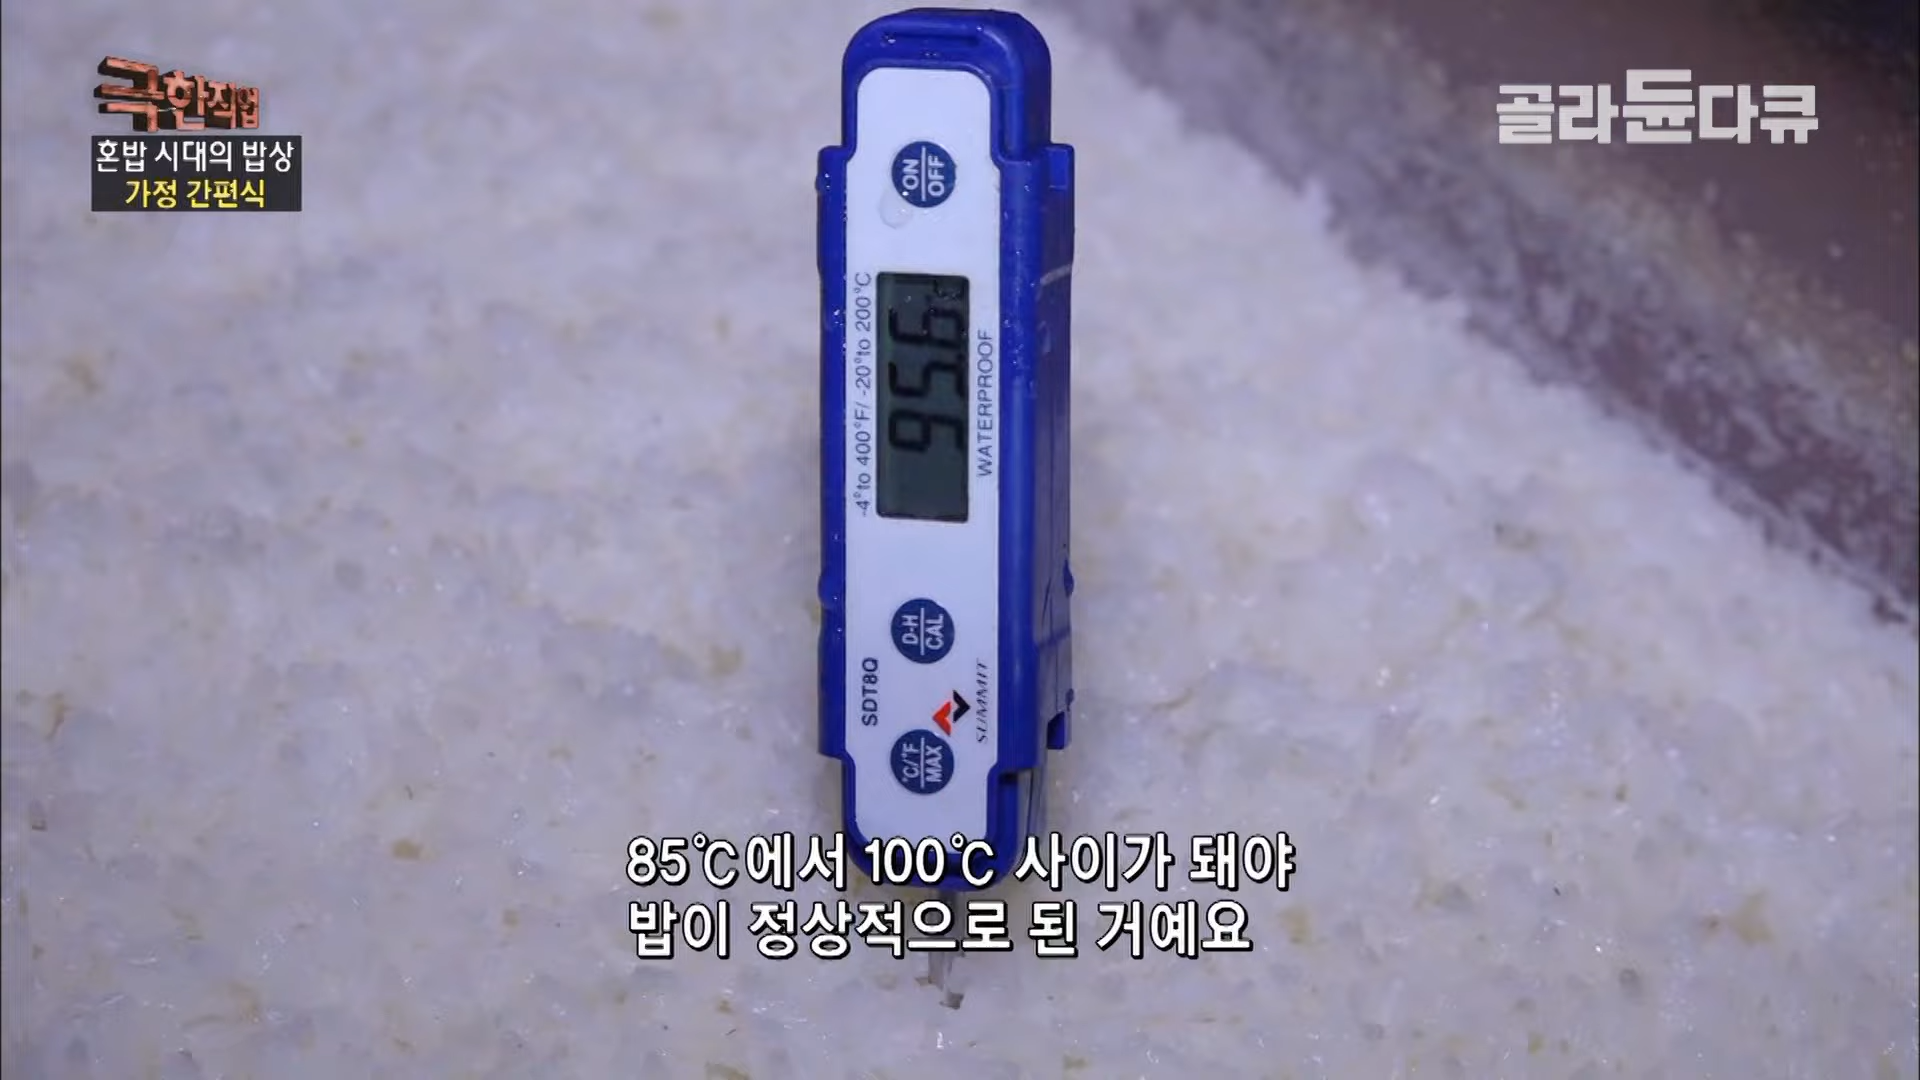 극한직업
혼밥 시대의 밥상
가정 간편식
골라듄다큐
ON
OFF
-4°to 400°F/ -20°to 200°C
95.6°C
WATERPROOF
D-H
CAL
SDT8Q
SUMMIT
°C/°F
MAX
85℃에서 100℃ 사이가 돼야
밥이 정상적으로 된 거예요